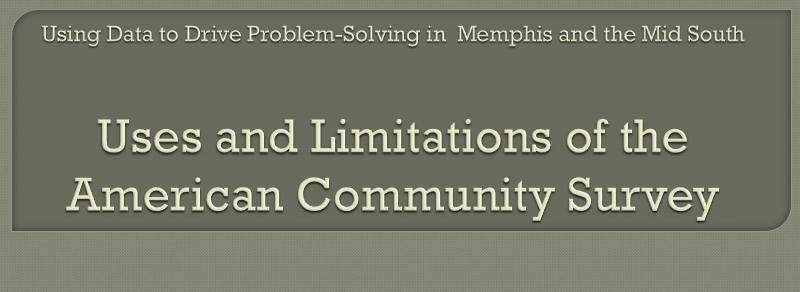 Using Data to Drive Problem-Solving in  Memphis and the Mid South
Uses and Limitations of the
American Community Survey